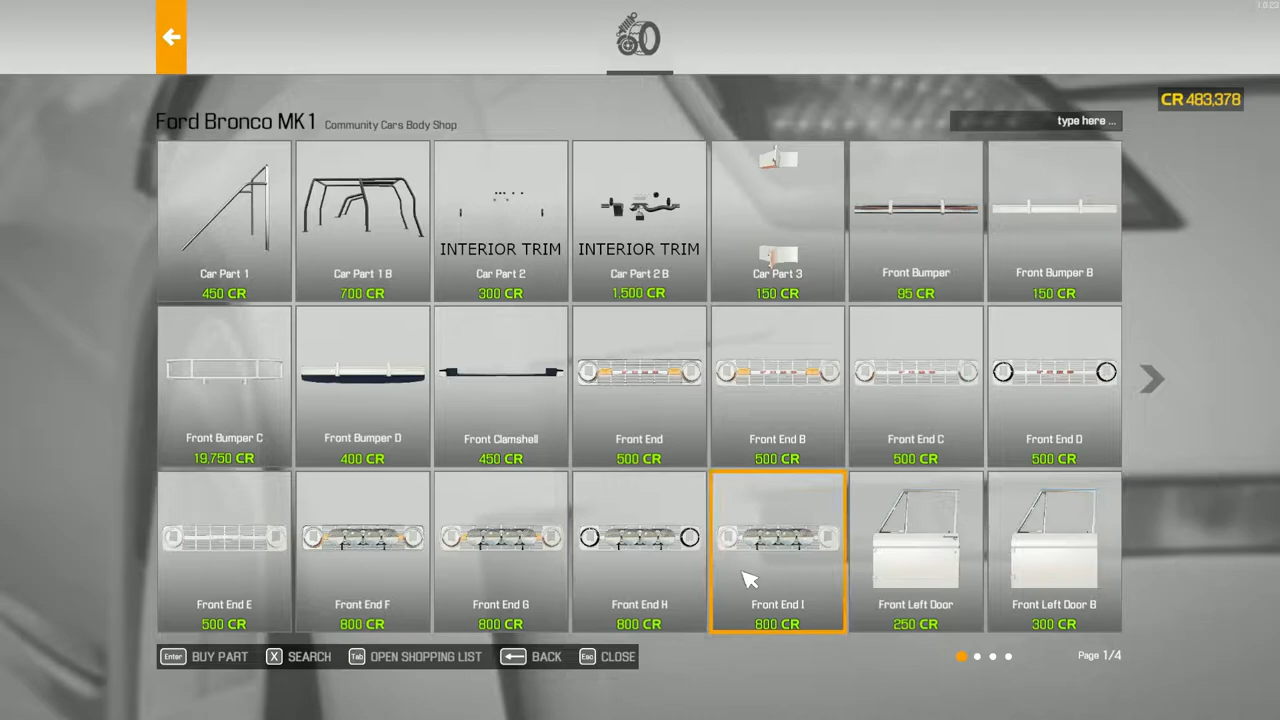 1.0.23
CR 483,378
Ford Bronco MK1 Community Cars Body Shop
type here ...
INTERIOR TRIM
INTERIOR TRIM
Car Part 1
Car Part 1 B
Car Part 2
Car Part 2 B
Car Part 3
Front Bumper
Front Bumper B
450 CR
700 CR
300 CR
1,500 CR
150 CR
95 CR
150 CR
Front Bumper C
Front Bumper D
Front Clamshell
Front End
Front End B
Front End C
Front End D
19,750 CR
400 CR
450 CR
500 CR
500 CR
500 CR
500 CR
Front End E
Front End F
Front End G
Front End H
Front End I
Front Left Door
Front Left Door B
500 CR
800 CR
800 CR
800 CR
800 CR
250 CR
300 CR
Enter BUY PART X SEARCH Tab OPEN SHOPPING LIST BACK Esc CLOSE
Page 1/4